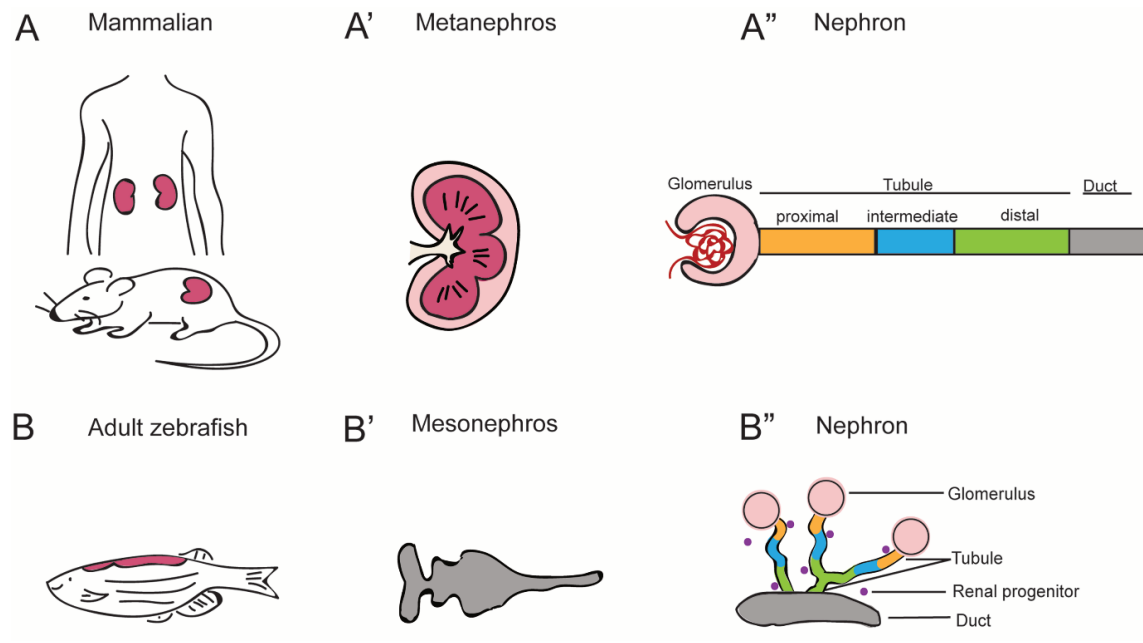 A Mammalian
A’ Metanephros
A” Nephron
Glomerulus
Tubule
Duct
proximal
intermediate
distal
B Adult zebrafish
B’ Mesonephros
B” Nephron
Glomerulus
Tubule
Renal progenitor
Duct